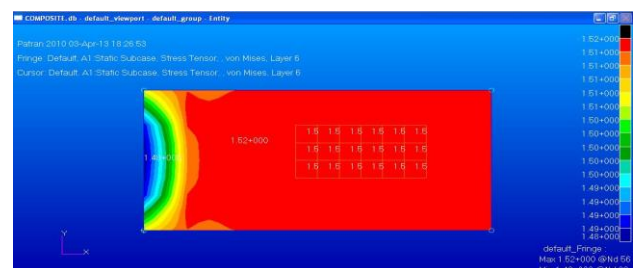 COMPOSITE.db - default_viewport - default_group - Entity
Patran 2010 03-Apr-13 18:26:53
Fringe: Default, A1:Static Subcase, Stress Tensor, , von Mises, Layer 6
Cursor: Default, A1:Static Subcase, Stress Tensor, , von Mises, Layer 6
1.52+000
1.51+000
1.51+000
1.51+000
1.51+000
1.51+000
1.50+000
1.50+000
1.50+000
1.50+000
1.50+000
1.49+000
1.49+000
1.49+000
1.49+000
1.48+000
1.52+000
1.5 1.5 1.5 1.5 1.5 1.5
1.5 1.5 1.5 1.5 1.5 1.5
1.5 1.5 1.5 1.5 1.5 1.5
Y
X
default_Fringe :
Max 1.52+000 @Nd 56